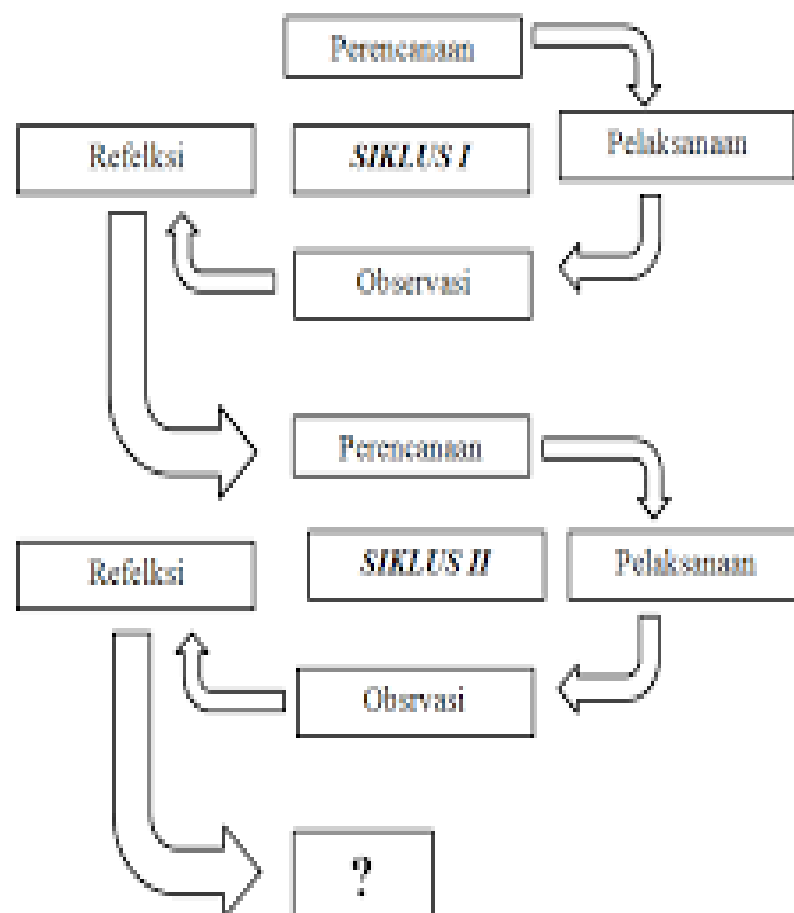 Perencanaan
Refelksi
SIKLUS I
Pelaksanaan
Observasi
Perencanaan
Refelksi
SIKLUS II
Pelaksanaan
Obsrvasi
?